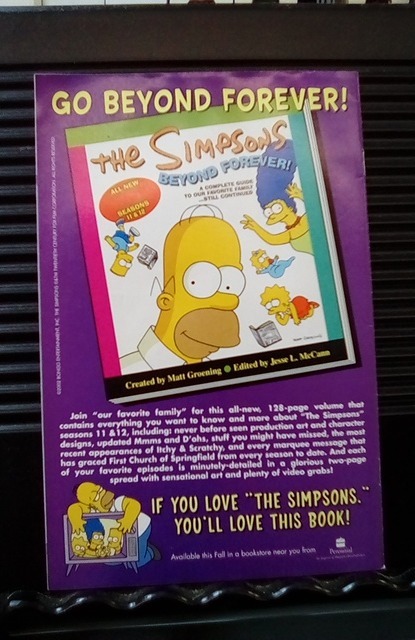 GO BEYOND FOREVER!
THE SIMPSONS
BEYOND FOREVER!
A COMPLETE GUIDE
TO OUR FAVORITE FAMILY
...STILL CONTINUED
ALL NEW
SEASONS
11 & 12
Created by Matt Groening Edited by Jesse L. McCann
Join "our favorite family" for this all-new, 128-page volume that
contains everything you want to know and more about "The Simpsons"
seasons 11 & 12, including: never before seen production art and character
designs, updated Mmms and D'ohs, stuff you might have missed, the most
recent appearances of Itchy & Scratchy, and every marquee message that
has graced First Church of Springfield from every season to date. And each
of your favorite episodes is minutely-detailed in a glorious two-page
spread with sensational art and plenty of video grabs!
IF YOU LOVE "THE SIMPSONS,"
YOU'LL LOVE THIS BOOK!
Available this Fall in a bookstore near you from
Perennial